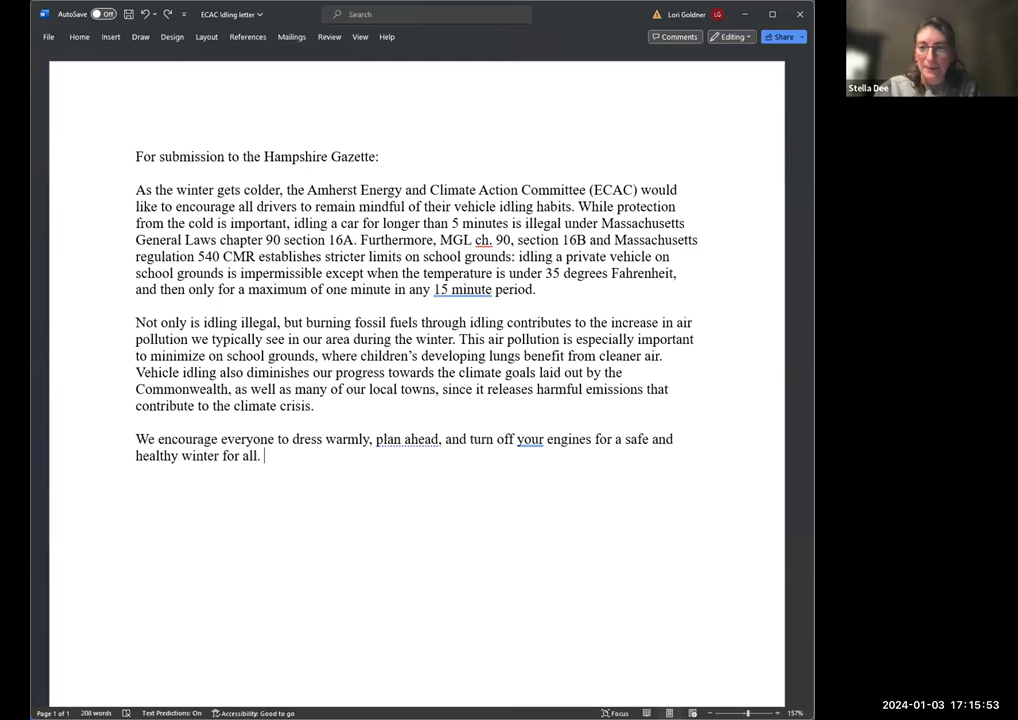 AutoSave Off ECAC Idling letter Search Lori Goldner LG
File Home Insert Draw Design Layout References Mailings Review View Help Comments Editing Share
Stella Dee
For submission to the Hampshire Gazette:
As the winter gets colder, the Amherst Energy and Climate Action Committee (ECAC) would
like to encourage all drivers to remain mindful of their vehicle idling habits. While protection
from the cold is important, idling a car for longer than 5 minutes is illegal under Massachusetts
General Laws chapter 90 section 16A. Furthermore, MGL ch. 90, section 16B and Massachusetts
regulation 540 CMR establishes stricter limits on school grounds: idling a private vehicle on
school grounds is impermissible except when the temperature is under 35 degrees Fahrenheit,
and then only for a maximum of one minute in any 15 minute period.
Not only is idling illegal, but burning fossil fuels through idling contributes to the increase in air
pollution we typically see in our area during the winter. This air pollution is especially important
to minimize on school grounds, where children's developing lungs benefit from cleaner air.
Vehicle idling also diminishes our progress towards the climate goals laid out by the
Commonwealth, as well as many of our local towns, since it releases harmful emissions that
contribute to the climate crisis.
We encourage everyone to dress warmly, plan ahead, and turn off your engines for a safe and
healthy winter for all.
Page 1 of 1 208 words Text Predictions: On Accessibility: Good to go Focus 157%
2024-01-03 17:15:53